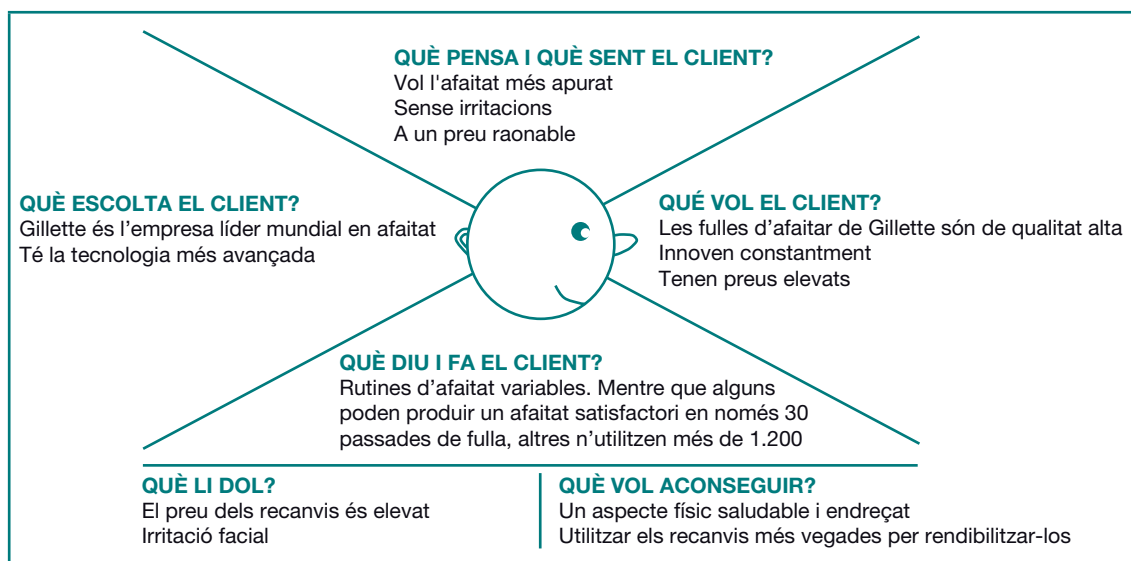 QUÈ PENSA I QUÈ SENT EL CLIENT?
Vol l'afaitat més apurat
Sense irritacions
A un preu raonable
QUÈ ESCOLTA EL CLIENT?
Gillette és l’empresa líder mundial en afaitat
Té la tecnologia més avançada
QUÉ VOL EL CLIENT?
Les fulles d’afaitar de Gillette són de qualitat alta
Innoven constantment
Tenen preus elevats
QUÈ DIU I FA EL CLIENT?
Rutines d’afaitat variables. Mentre que alguns
poden produir un afaitat satisfactori en només 30
passades de fulla, altres n’utilitzen més de 1.200
QUÈ LI DOL?
El preu dels recanvis és elevat
Irritació facial
QUÈ VOL ACONSEGUIR?
Un aspecte físic saludable i endreçat
Utilitzar els recanvis més vegades per rendibilitzar-los